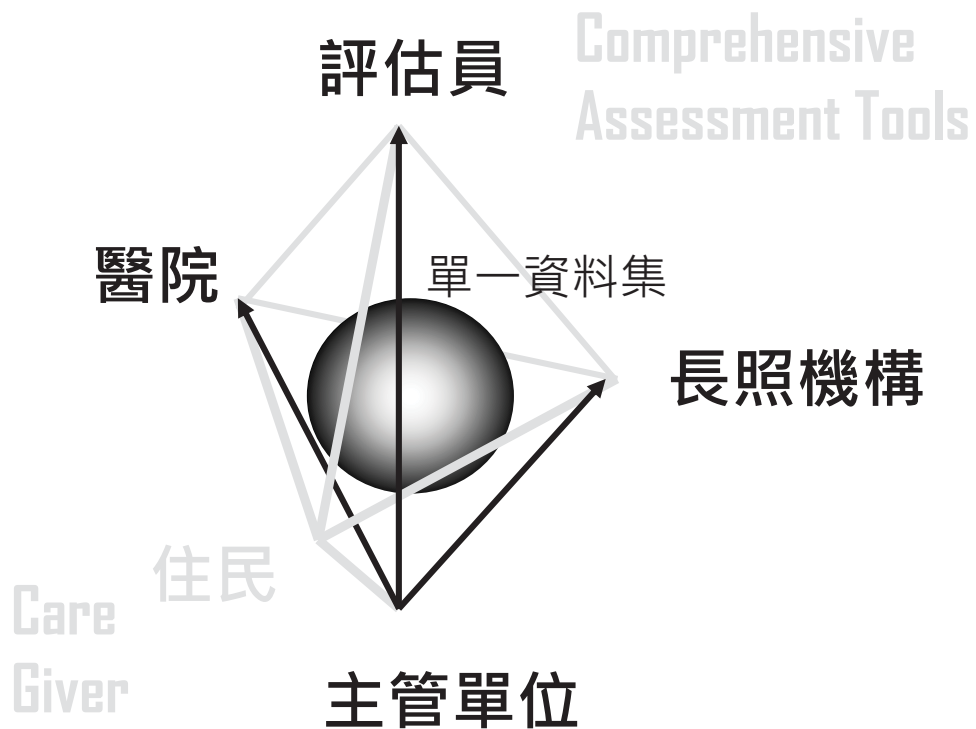 Comprehensive
Assessment Tools
評估員
醫院
單一資料集
長照機構
住民
Care
Giver
主管單位